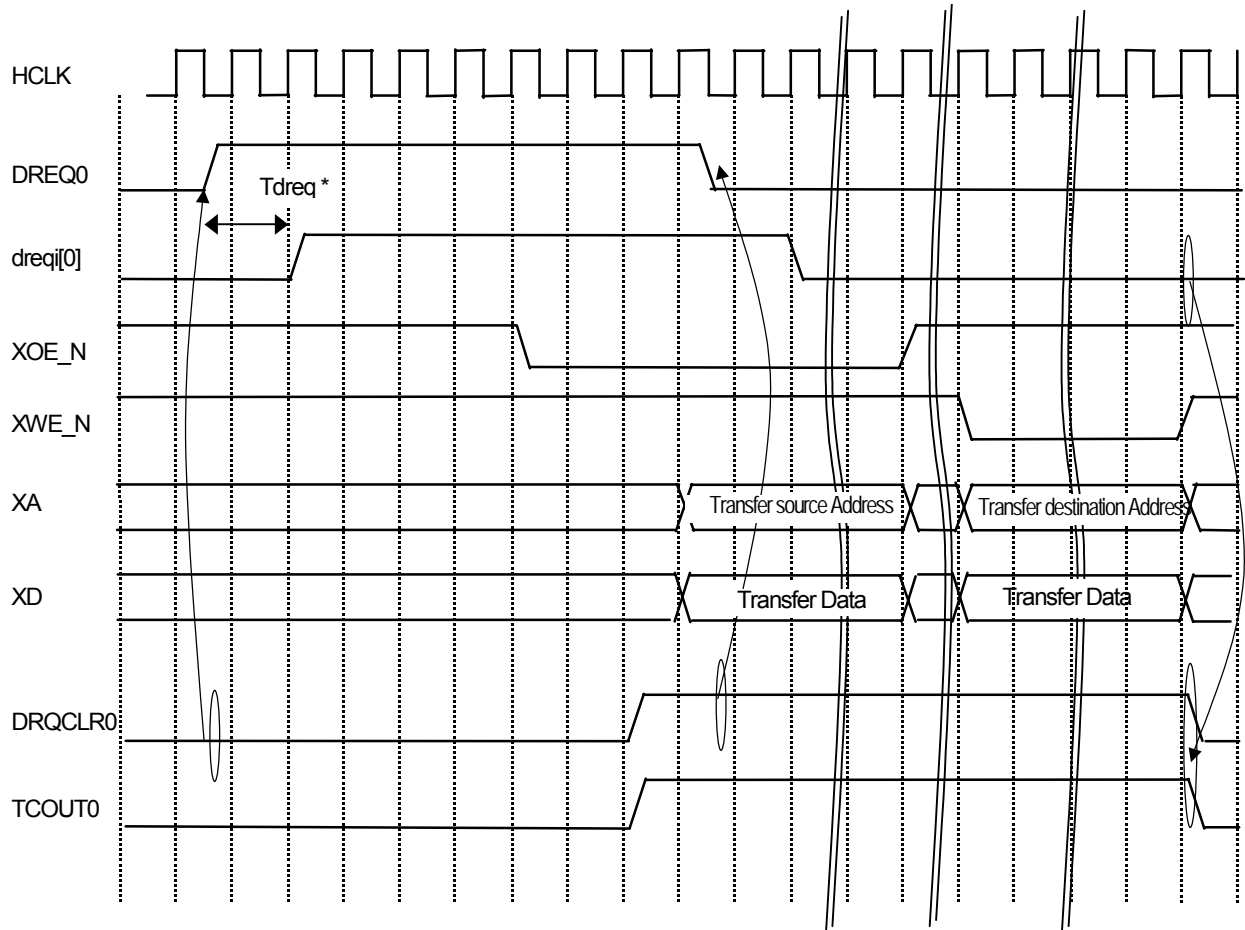 HCLK
DREQ0
Tdreq *
dreqi[0]
XOE_N
XWE_N
XA
Transfer source Address
Transfer destination Address
XD
Transfer Data
Transfer Data
DRQCLR0
TCOUT0